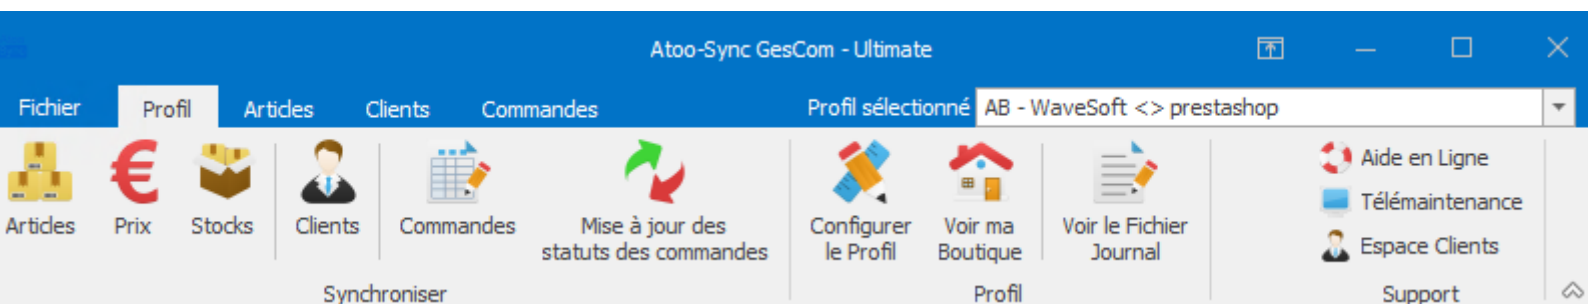 Atoo-Sync GesCom - Ultimate
Fichier Profil Articles Clients Commandes Profil sélectionné AB - WaveSoft <> prestashop
Articles Prix Stocks Clients Commandes Mise à jour des statuts des commandes Configurer le Profil Voir ma Boutique Voir le Fichier Journal
Aide en Ligne
Télémaintenance
Espace Clients
Synchroniser Profil Support